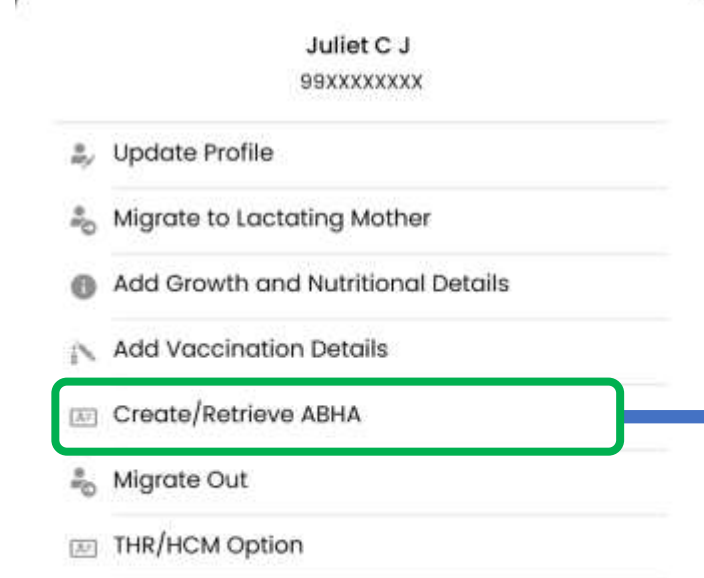 Juliet C J
99XXXXXXXX
Update Profile
Migrate to Lactating Mother
Add Growth and Nutritional Details
Add Vaccination Details
Create/Retrieve ABHA
Migrate Out
THR/HCM Option